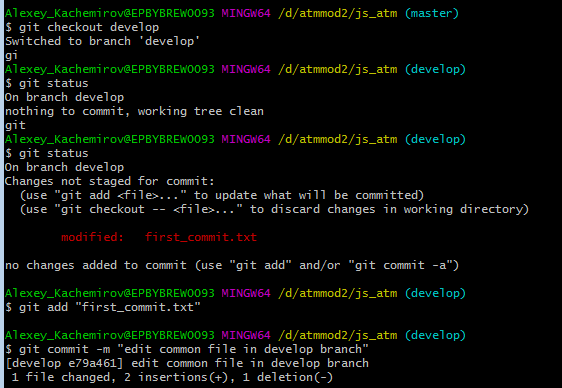 Alexey_Kachemirov@EPBYBREW0093 MINGW64 /d/atmmod2/js_atm (master)
$ git checkout develop
Switched to branch 'develop'
gi
Alexey_Kachemirov@EPBYBREW0093 MINGW64 /d/atmmod2/js_atm (develop)
$ git status
On branch develop
nothing to commit, working tree clean
git
Alexey_Kachemirov@EPBYBREW0093 MINGW64 /d/atmmod2/js_atm (develop)
$ git status
On branch develop
Changes not staged for commit:
  (use "git add <file>..." to update what will be committed)
  (use "git checkout -- <file>..." to discard changes in working directory)
        modified:   first_commit.txt
no changes added to commit (use "git add" and/or "git commit -a")
Alexey_Kachemirov@EPBYBREW0093 MINGW64 /d/atmmod2/js_atm (develop)
$ git add "first_commit.txt"
Alexey_Kachemirov@EPBYBREW0093 MINGW64 /d/atmmod2/js_atm (develop)
$ git commit -m "edit common file in develop branch"
[develop e79a461] edit common file in develop branch
 1 file changed, 2 insertions(+), 1 deletion(-)